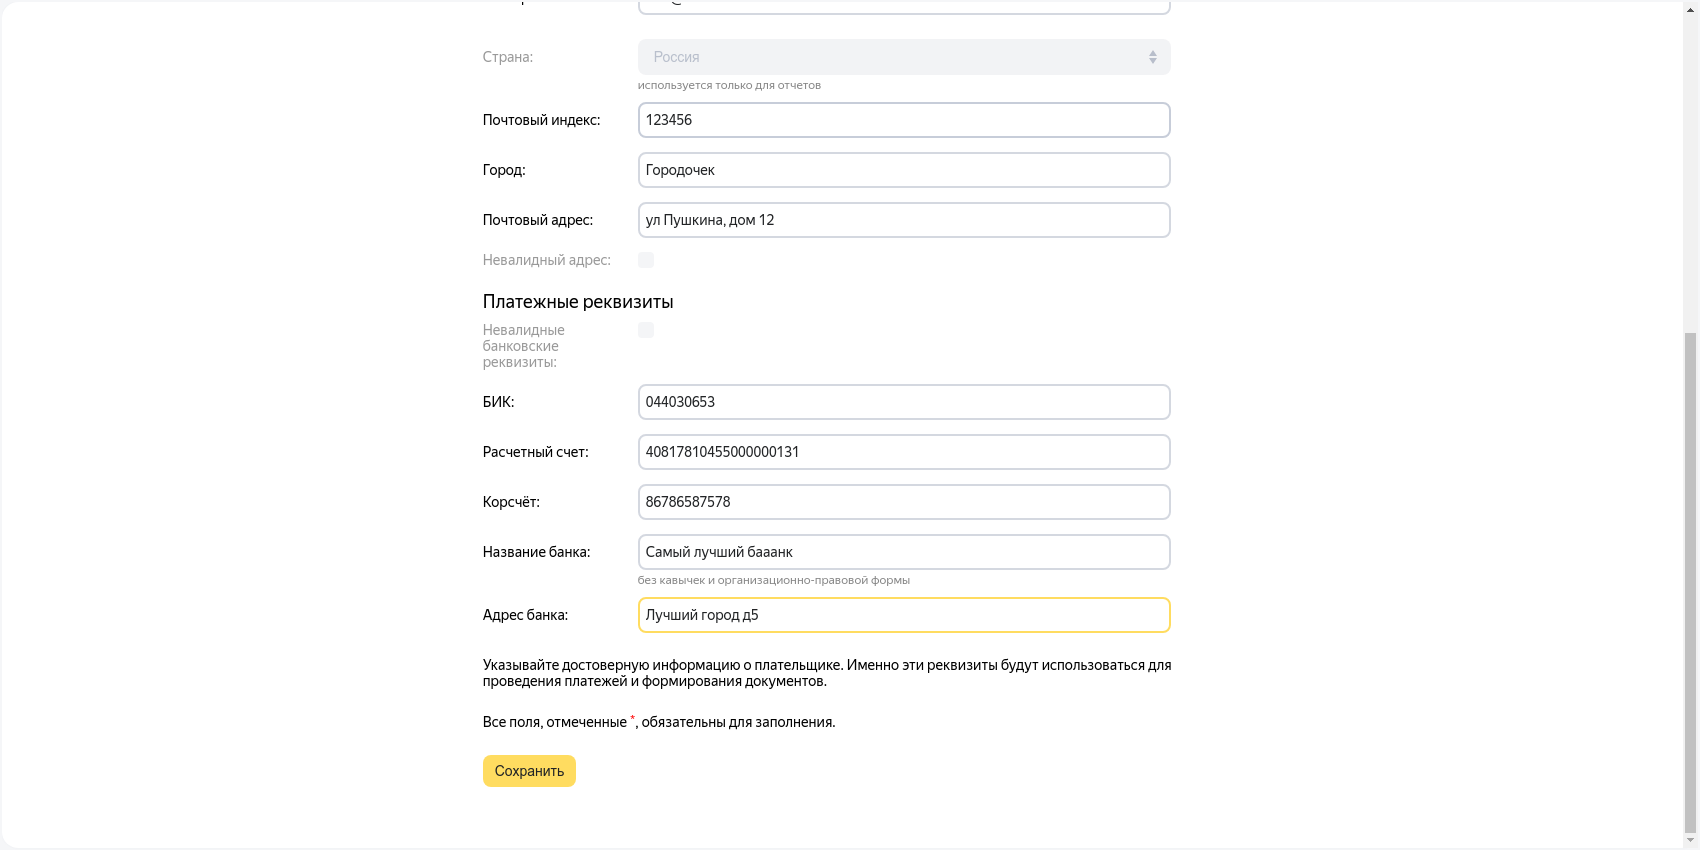 Страна:
Россия
используется только для отчетов
Почтовый индекс:
123456
Город:
Городочек
Почтовый адрес:
ул Пушкина, дом 12
Невалидный адрес:
Платежные реквизиты
Невалидные
банковские
реквизиты:
БИК:
044030653
Расчетный счет:
40817810455000000131
Корсчёт:
86786587578
Название банка:
Самый лучший бааанк
без кавычек и организационно-правовой формы
Адрес банка:
Лучший город д5
Указывайте достоверную информацию о плательщике. Именно эти реквизиты будут использоваться для
проведения платежей и формирования документов.
Все поля, отмеченные *, обязательны для заполнения.
Сохранить